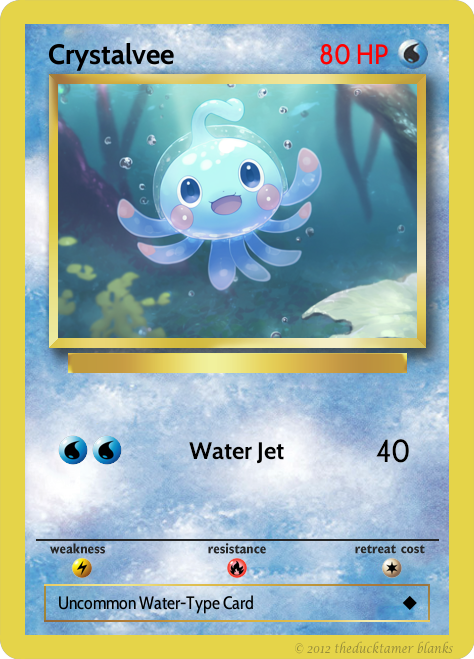 Crystalvee 80 HP
Water Jet 40
weakness resistance retreat cost
Uncommon Water-Type Card
© 2012 theducktamer blanks